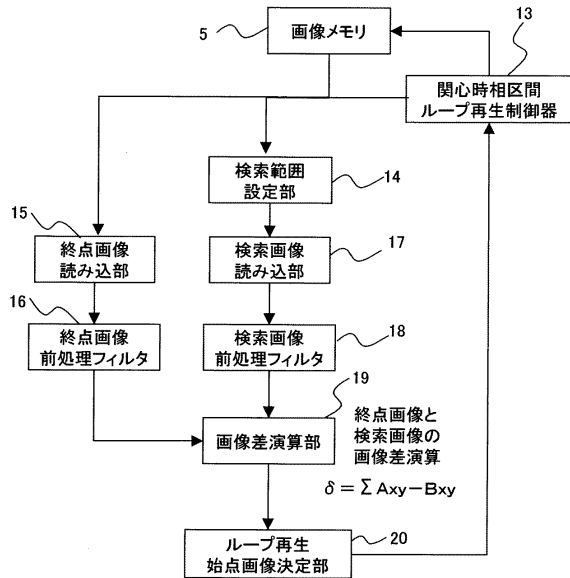 5
画像メモリ
13
関心時相区間
ループ再生制御器
検索範囲
設定部
14
15
終点画像
読み込部
検索画像
読み込部
17
16
終点画像
前処理フィルタ
検索画像
前処理フィルタ
18
19
画像差演算部
終点画像と
検索画像の
画像差演算
δ=ΣAxy−Bxy
ループ再生
始点画像決定部
20